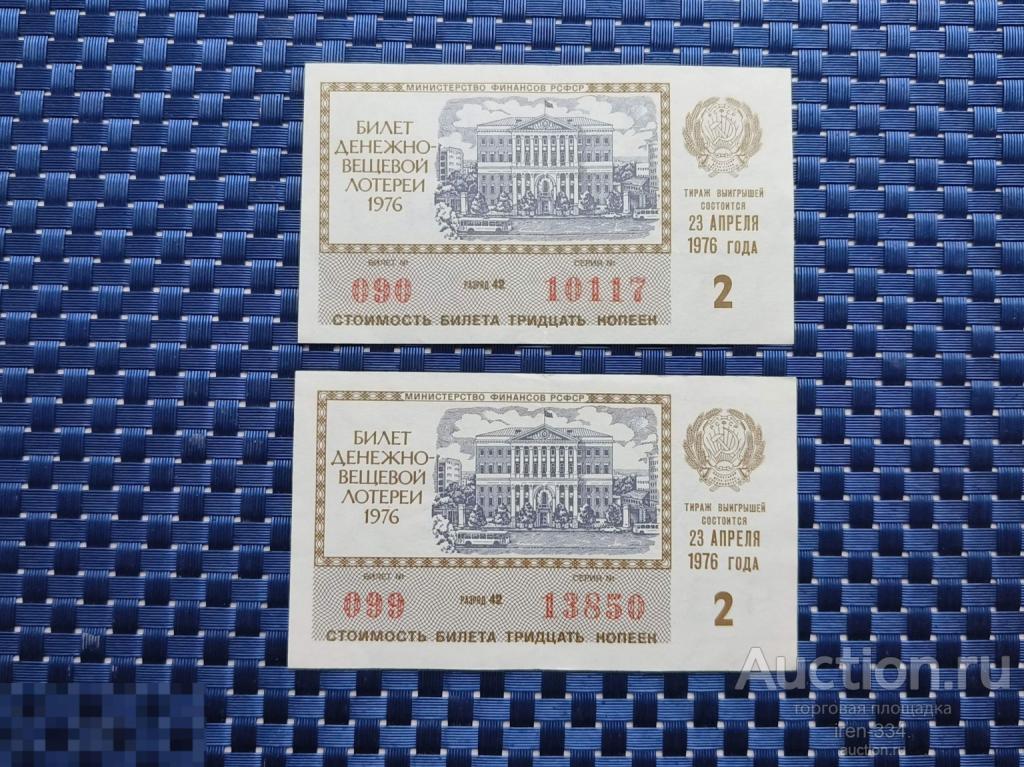 МИНИСТЕРСТВО ФИНАНСОВ РСФСР
БИЛЕТ
ДЕНЕЖНО-
ВЕЩЕВОЙ
ЛОТЕРЕИ
1976
ТИРАЖ ВЫИГРЫШЕЙ
СОСТОИТСЯ
23 АПРЕЛЯ
1976 ГОДА
2
БИЛЕТ № СЕРИЯ №
090 РАЗРЯД 42 10117
СТОИМОСТЬ БИЛЕТА ТРИДЦАТЬ КОПЕЕК
МИНИСТЕРСТВО ФИНАНСОВ РСФСР
БИЛЕТ
ДЕНЕЖНО-
ВЕЩЕВОЙ
ЛОТЕРЕИ
1976
ТИРАЖ ВЫИГРЫШЕЙ
СОСТОИТСЯ
23 АПРЕЛЯ
1976 ГОДА
2
БИЛЕТ № СЕРИЯ №
099 РАЗРЯД 42 13850
СТОИМОСТЬ БИЛЕТА ТРИДЦАТЬ КОПЕЕК
Auction.ru
торговая площадка
iren-334.
auction.ru